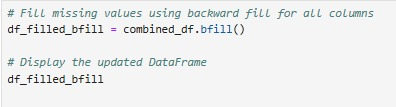 # Fill missing values using backward fill for all columns
df_filled_bfill = combined_df.bfill()
# Display the updated DataFrame
df_filled_bfill